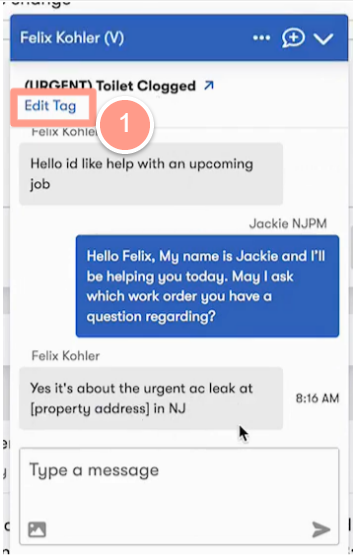 Felix Kohler (V)
(URGENT) Toilet Clogged
Edit Tag
1
Felix Kohler
Hello id like help with an upcoming
job
Jackie NJPM
Hello Felix, My name is Jackie and I'll
be helping you today. May I ask
which work order you have a
question regarding?
Felix Kohler
Yes it's about the urgent ac leak at
[property address] in NJ
8:16 AM
Type a message